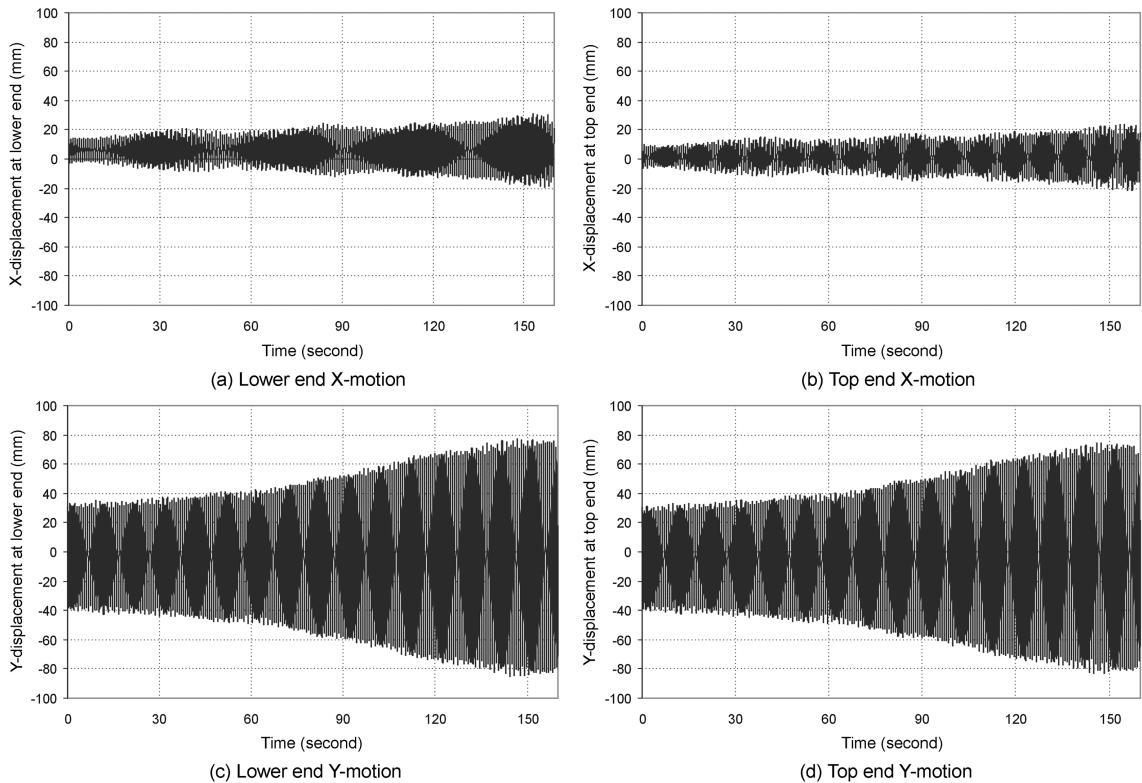 X-displacement at lower end (mm)
100
80
60
40
20
0
-20
-40
-60
-80
-100
0 30 60 90 120 150
Time (second)
(a) Lower end X-motion
X-displacement at top end (mm)
100
80
60
40
20
0
-20
-40
-60
-80
-100
0 30 60 90 120 150
Time (second)
(b) Top end X-motion
Y-displacement at lower end (mm)
100
80
60
40
20
0
-20
-40
-60
-80
-100
0 30 60 90 120 150
Time (second)
(c) Lower end Y-motion
Y-displacement at top end (mm)
100
80
60
40
20
0
-20
-40
-60
-80
-100
0 30 60 90 120 150
Time (second)
(d) Top end Y-motion